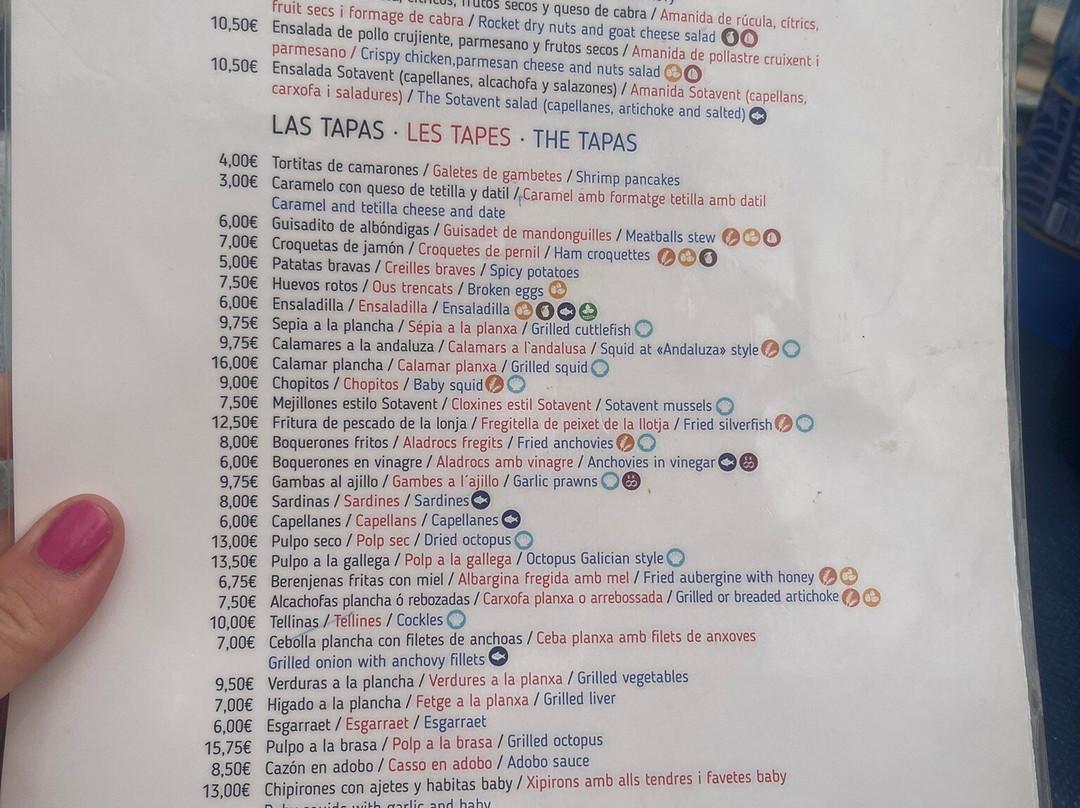 frutos secos y queso de cabra / Amanida de rúcula, cítrics,
fruit secs i formage de cabra / Rocket dry nuts and goat cheese salad
10,50€ Ensalada de pollo crujiente, parmesano y frutos secos / Amanida de pollastre cruixent i
parmesano / Crispy chicken,parmesan cheese and nuts salad
10,50€ Ensalada Sotavent (capellanes, alcachofa y salazones) / Amanida Sotavent (capellans,
carxofa i saladures) / The Sotavent salad (capellanes, artichoke and salted)
LAS TAPAS · LES TAPES · THE TAPAS
4,00€ Tortitas de camarones / Galetes de gambetes / Shrimp pancakes
3,00€ Caramelo con queso de tetilla y datil / Caramel amb formatge tetilla amb datil
Caramel and tetilla cheese and date
6,00€ Guisadito de albóndigas / Guisadet de mandonguilles / Meatballs stew
7,00€ Croquetas de jamón / Croquetes de pernil / Ham croquettes
5,00€ Patatas bravas / Creilles braves / Spicy potatoes
7,50€ Huevos rotos / Ous trencats / Broken eggs
6,00€ Ensaladilla / Ensaladilla / Ensaladilla
9,75€ Sepia a la plancha / Sépia a la planxa / Grilled cuttlefish
9,75€ Calamares a la andaluza / Calamars a l`andalusa / Squid at «Andaluza» style
16,00€ Calamar plancha / Calamar planxa / Grilled squid
9,00€ Chopitos / Chopitos / Baby squid
7,50€ Mejillones estilo Sotavent / Cloxines estil Sotavent / Sotavent mussels
12,50€ Fritura de pescado de la lonja / Fregitella de peixet de la llotja / Fried silverfish
8,00€ Boquerones fritos / Aladrocs fregits / Fried anchovies
6,00€ Boquerones en vinagre / Aladrocs amb vinagre / Anchovies in vinegar
9,75€ Gambas al ajillo / Gambes a l´ajillo / Garlic prawns
8,00€ Sardinas / Sardines / Sardines
6,00€ Capellanes / Capellans / Capellanes
13,00€ Pulpo seco / Polp sec / Dried octopus
13,50€ Pulpo a la gallega / Polp a la gallega / Octopus Galician style
6,75€ Berenjenas fritas con miel / Albargina fregida amb mel / Fried aubergine with honey
7,50€ Alcachofas plancha ó rebozadas / Carxofa planxa o arrebossada / Grilled or breaded artichoke
10,00€ Tellinas / Tellines / Cockles
7,00€ Cebolla plancha con filetes de anchoas / Ceba planxa amb filets de anxoves
Grilled onion with anchovy fillets
9,50€ Verduras a la plancha / Verdures a la planxa / Grilled vegetables
7,00€ Higado a la plancha / Fetge a la planxa / Grilled liver
6,00€ Esgarraet / Esgarraet / Esgarraet
15,75€ Pulpo a la brasa / Polp a la brasa / Grilled octopus
8,50€ Cazón en adobo / Casso en adobo / Adobo sauce
13,00€ Chipirones con ajetes y habitas baby / Xipirons amb alls tendres i favetes baby
Baby squids with garlic and baby